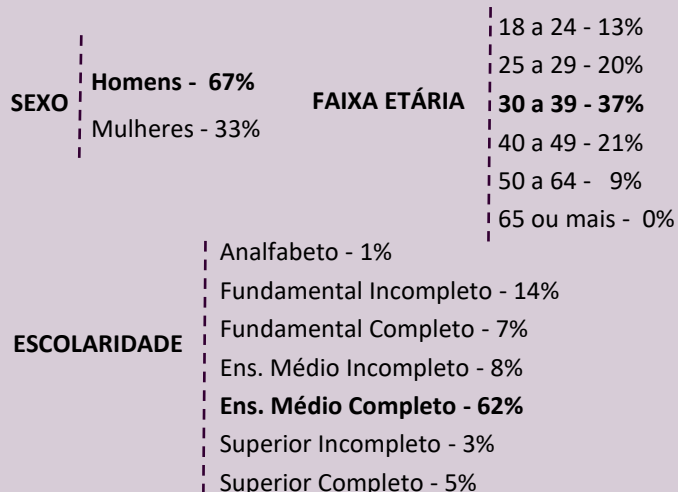 SEXO
Homens - 67%
Mulheres - 33%
FAIXA ETÁRIA
18 a 24 - 13%
25 a 29 - 20%
30 a 39 - 37%
40 a 49 - 21%
50 a 64 - 9%
65 ou mais - 0%
ESCOLARIDADE
Analfabeto - 1%
Fundamental Incompleto - 14%
Fundamental Completo - 7%
Ens. Médio Incompleto - 8%
Ens. Médio Completo - 62%
Superior Incompleto - 3%
Superior Completo - 5%